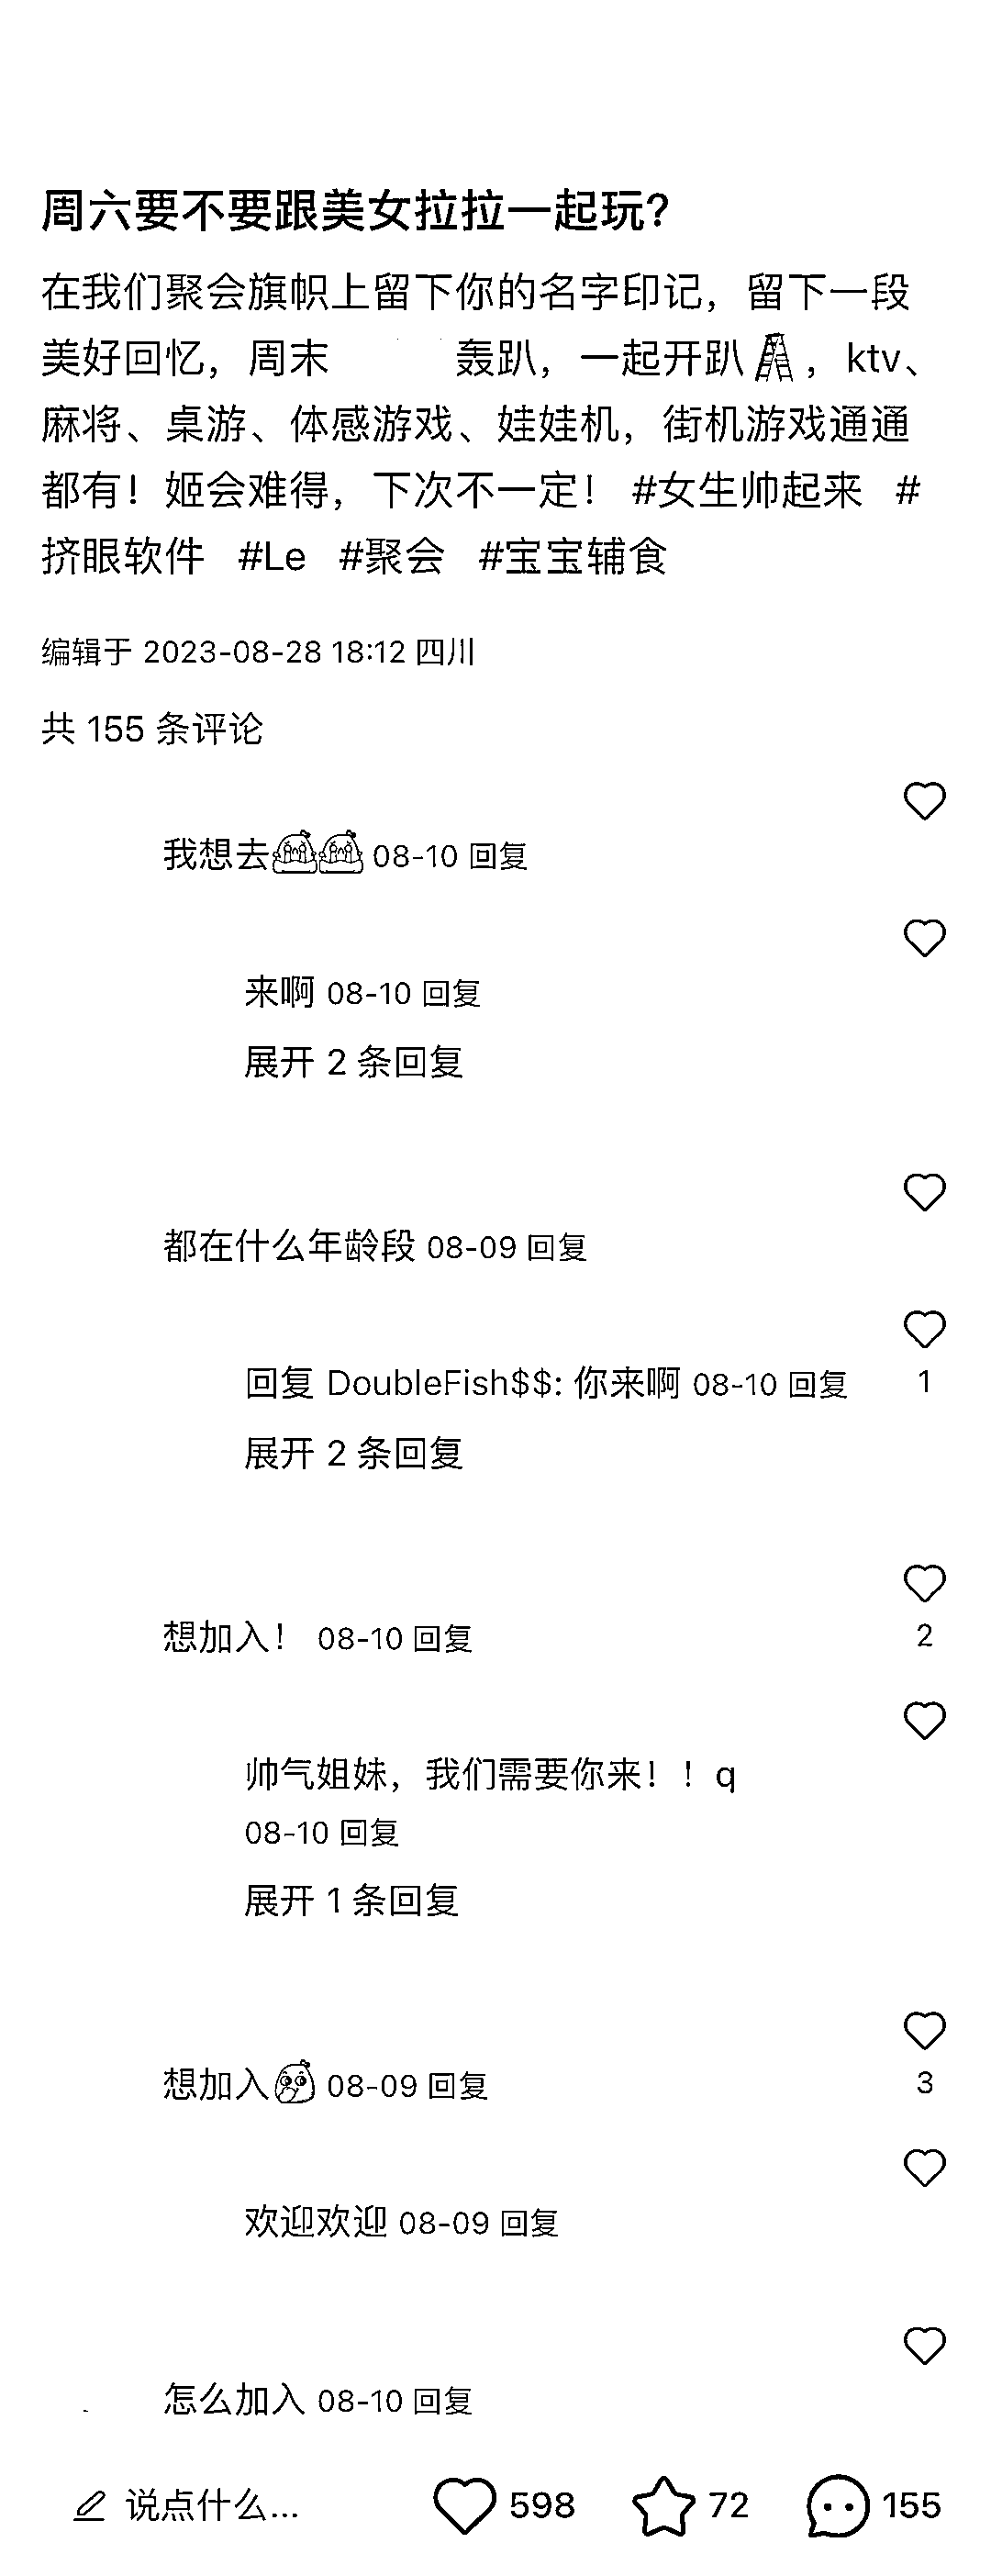 周六要不要跟美女拉拉一起玩？
在我们聚会旗帜上留下你的名字印记，留下一段
美好回忆，周末 轰趴，一起开趴🪜，ktv、
麻将、桌游、体感游戏、娃娃机，街机游戏通通
都有！姬会难得，下次不一定！ #女生帅起来 #
挤眼软件 #Le #聚会 #宝宝辅食
编辑于 2023-08-28 18:12 四川
共 155 条评论
我想去 08-10 回复
来啊 08-10 回复
展开 2 条回复
都在什么年龄段 08-09 回复
回复 DoubleFish$$: 你来啊 08-10 回复
1
展开 2 条回复
想加入！ 08-10 回复
2
帅气姐妹，我们需要你来！！q
08-10 回复
展开 1 条回复
想加入 08-09 回复
3
欢迎欢迎 08-09 回复
怎么加入 08-10 回复
说点什么... 598 72 155